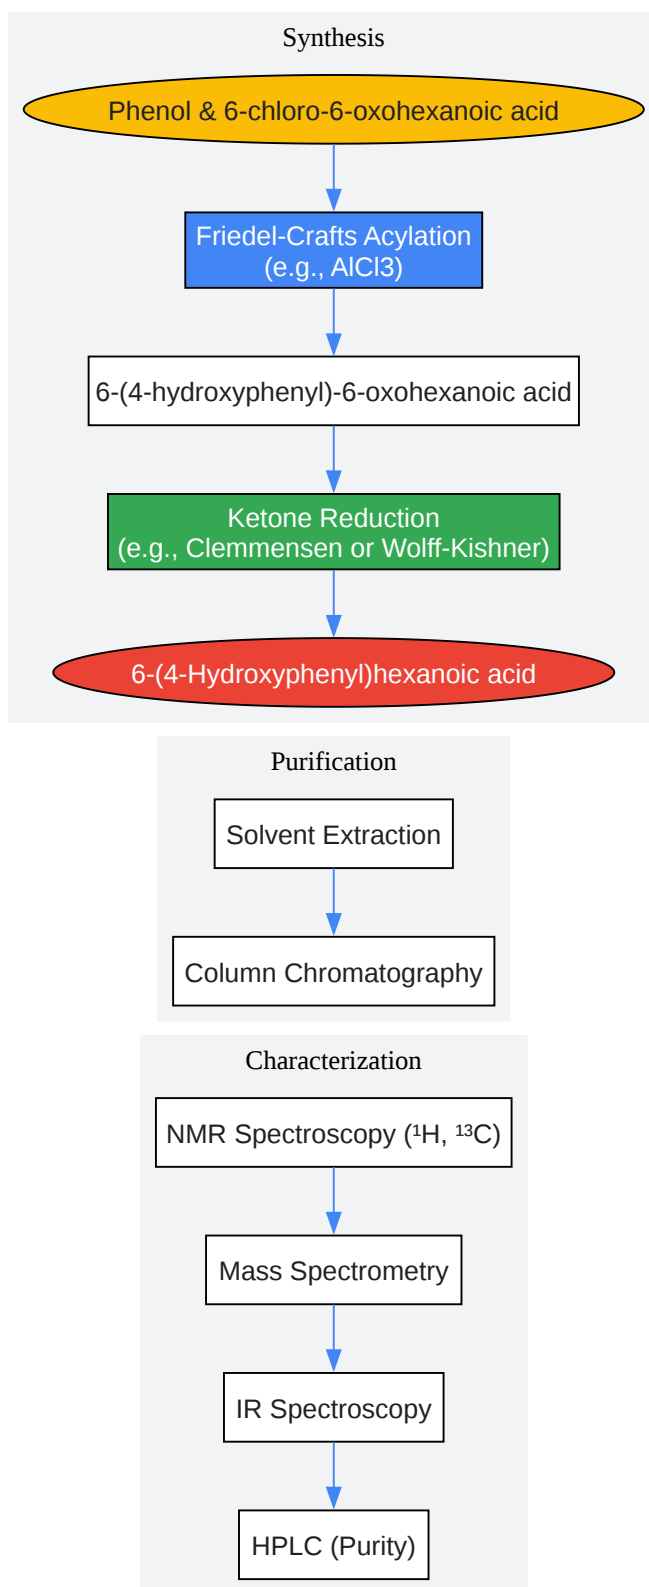 Synthesis
Phenol & 6-chloro-6-oxohexanoic acid
Friedel-Crafts Acylation
(e.g., AlCl3)
6-(4-hydroxyphenyl)-6-oxohexanoic acid
Ketone Reduction
(e.g., Clemmensen or Wolff-Kishner)
6-(4-Hydroxyphenyl)hexanoic acid
Purification
Solvent Extraction
Column Chromatography
Characterization
NMR Spectroscopy (¹H, ¹³C)
Mass Spectrometry
IR Spectroscopy
HPLC (Purity)